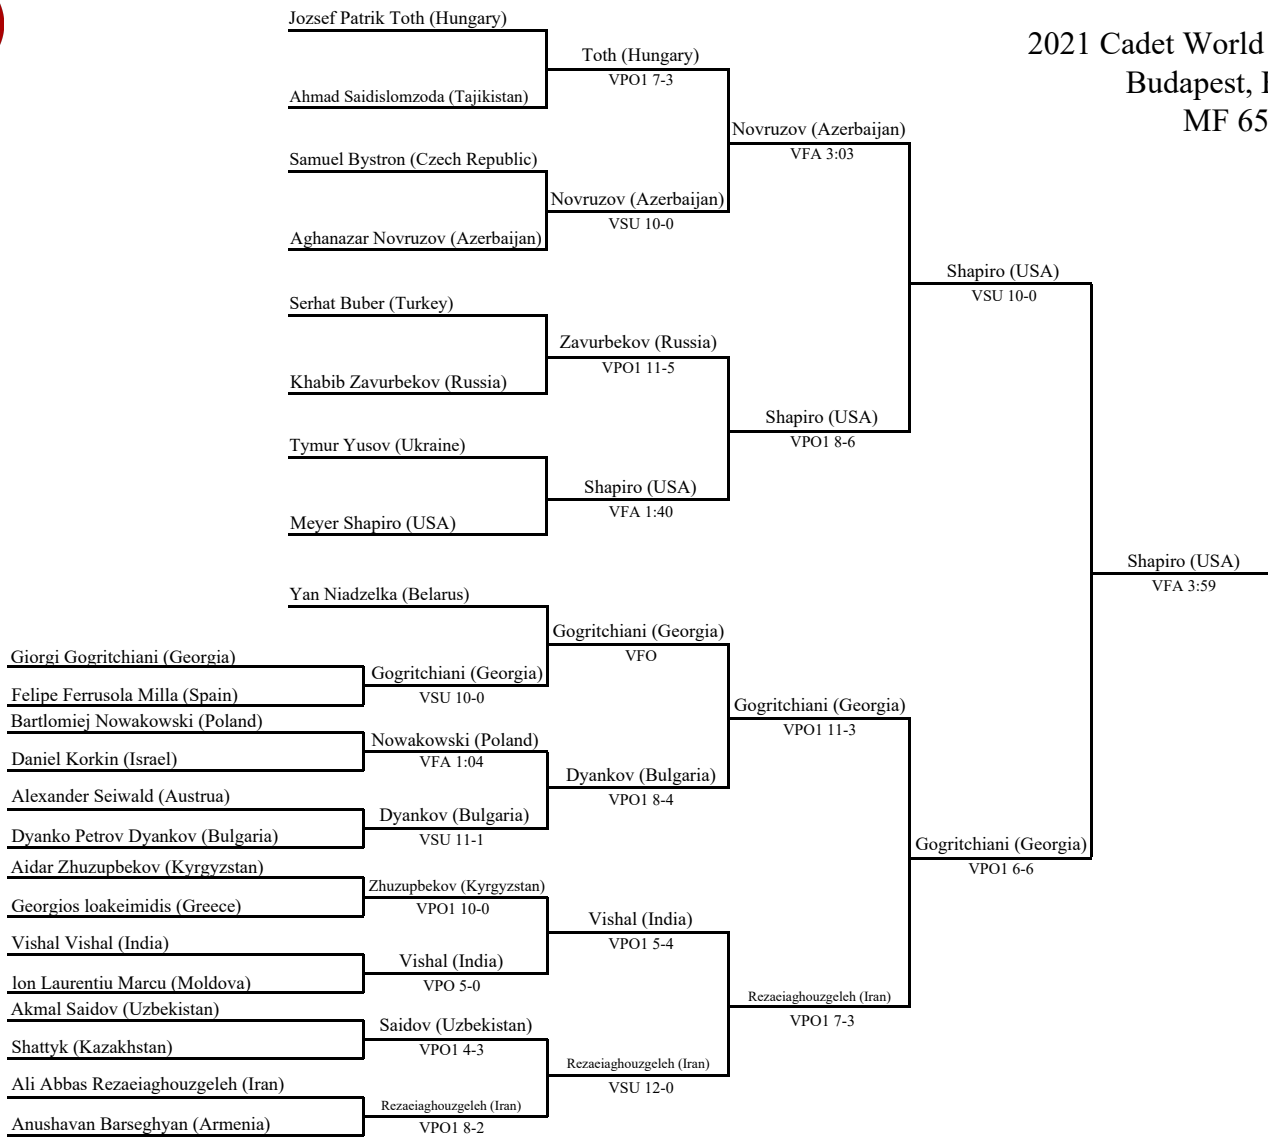 2021 Cadet World
Budapest,
MF 65
Jozsef Patrik Toth (Hungary)
Toth (Hungary)
VPO1 7-3
Ahmad Saidislomzoda (Tajikistan)
Novruzov (Azerbaijan)
VFA 3:03
Samuel Bystron (Czech Republic)
Novruzov (Azerbaijan)
VSU 10-0
Aghanazar Novruzov (Azerbaijan)
Shapiro (USA)
VSU 10-0
Serhat Buber (Turkey)
Zavurbekov (Russia)
VPO1 11-5
Khabib Zavurbekov (Russia)
Shapiro (USA)
VPO1 8-6
Tymur Yusov (Ukraine)
Shapiro (USA)
VFA 1:40
Meyer Shapiro (USA)
Shapiro (USA)
VFA 3:59
Yan Niadzelka (Belarus)
Gogritchiani (Georgia)
VFO
Giorgi Gogritchiani (Georgia)
Gogritchiani (Georgia)
VSU 10-0
Felipe Ferrusola Milla (Spain)
Gogritchiani (Georgia)
VPO1 11-3
Bartlomiej Nowakowski (Poland)
Nowakowski (Poland)
VFA 1:04
Daniel Korkin (Israel)
Dyankov (Bulgaria)
VPO1 8-4
Alexander Seiwald (Austrua)
Dyankov (Bulgaria)
VSU 11-1
Dyanko Petrov Dyankov (Bulgaria)
Gogritchiani (Georgia)
VPO1 6-6
Aidar Zhuzupbekov (Kyrgyzstan)
Zhuzupbekov (Kyrgyzstan)
VPO1 10-0
Georgios loakeimidis (Greece)
Vishal (India)
VPO1 5-4
Vishal Vishal (India)
Vishal (India)
VPO 5-0
lon Laurentiu Marcu (Moldova)
Rezaeiaghouzgeleh (Iran)
VPO1 7-3
Akmal Saidov (Uzbekistan)
Saidov (Uzbekistan)
VPO1 4-3
Shattyk (Kazakhstan)
Rezaeiaghouzgeleh (Iran)
VSU 12-0
Ali Abbas Rezaeiaghouzgeleh (Iran)
Rezaeiaghouzgeleh (Iran)
VPO1 8-2
Anushavan Barseghyan (Armenia)